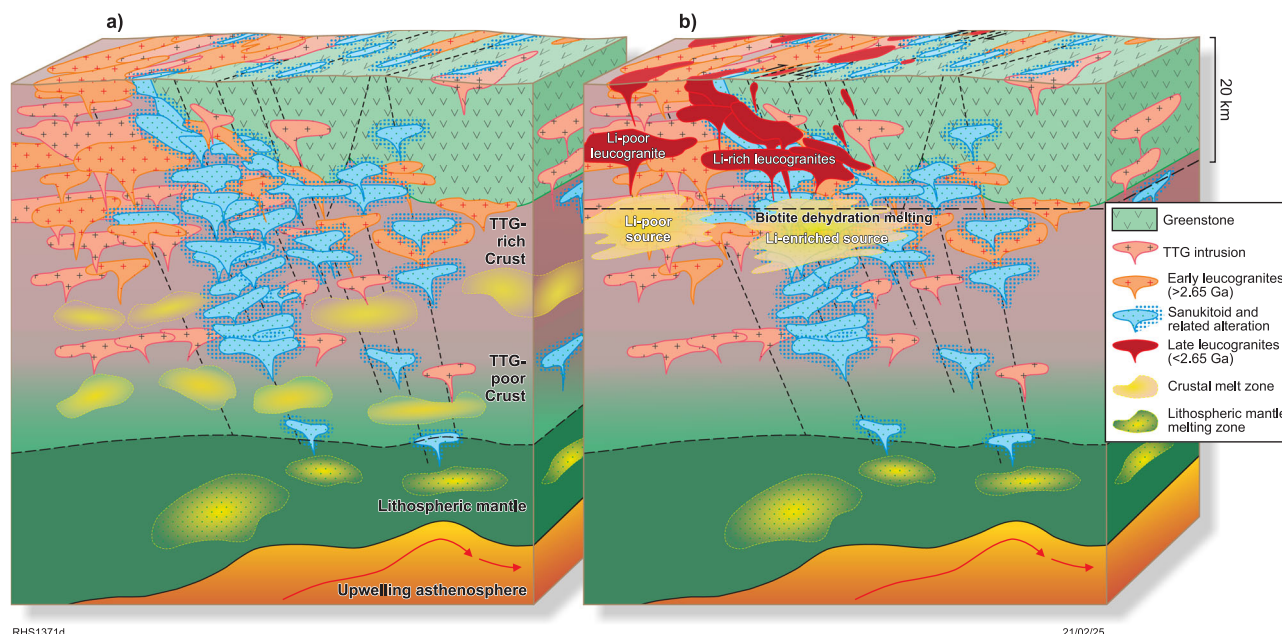 a)
b)
20 km
Li-poor
leucogranite
Li-rich leucogranites
Li-poor
source
Biotite dehydration melting
Li-enriched source
TTG-
rich
Crust
TTG-
poor
Crust
Lithospheric mantle
Upwelling asthenosphere
Greenstone
TTG intrusion
Early leucogranites
(>2.65 Ga)
Sanukitoid and
related alteration
Late leucogranites
(<2.65 Ga)
Crustal melt zone
Lithospheric mantle
melting zone
RHS1371d
21/02/25